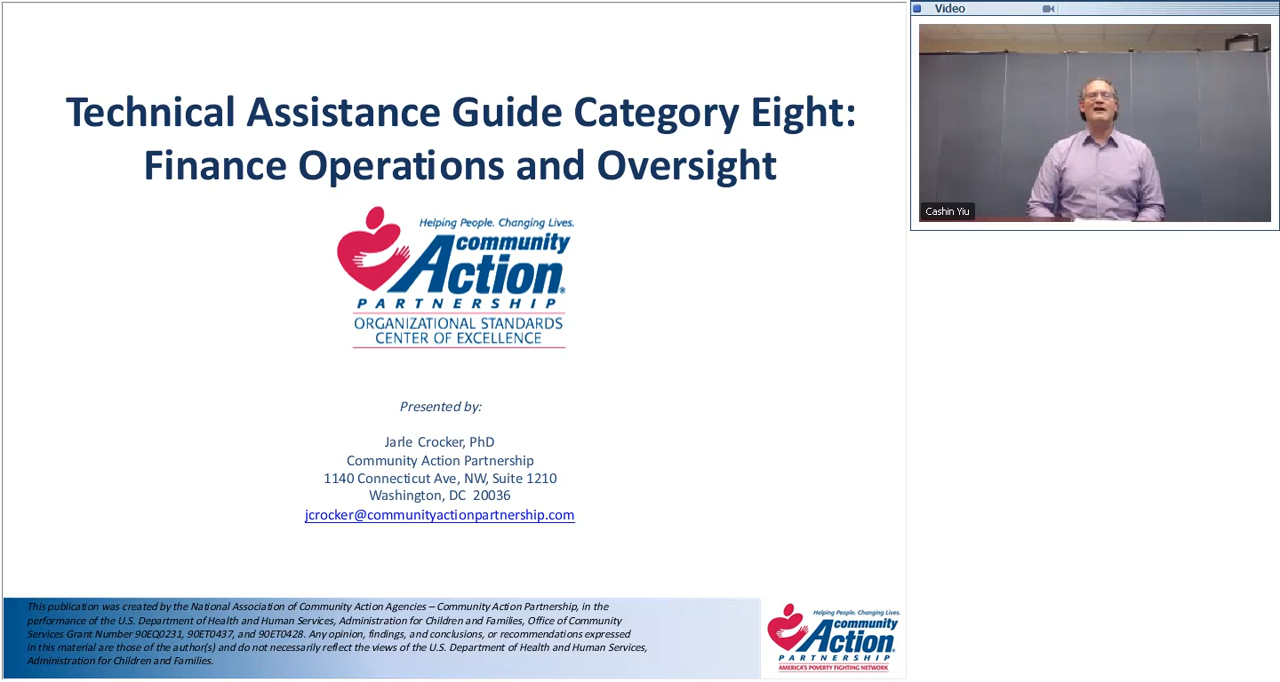 Technical Assistance Guide Category Eight:
Finance Operations and Oversight
Helping People. Changing Lives.
community
Action®
PARTNERSHIP
ORGANIZATIONAL STANDARDS
CENTER OF EXCELLENCE
Presented by:
Jarle Crocker, PhD
Community Action Partnership
1140 Connecticut Ave, NW, Suite 1210
Washington, DC 20036
jcrocker@communityactionpartnership.com
This publication was created by the National Association of Community Action Agencies – Community Action Partnership, in the
performance of the U.S. Department of Health and Human Services, Administration for Children and Families, Office of Community
Services Grant Number 90EQ0231, 90ET0437, and 90ET0428. Any opinion, findings, and conclusions, or recommendations expressed
in this material are those of the author(s) and do not necessarily reflect the views of the U.S. Department of Health and Human Services,
Administration for Children and Families.
Helping People. Changing Lives.
community
Action®
PARTNERSHIP
AMERICA'S POVERTY FIGHTING NETWORK
Video
Cashin Yiu